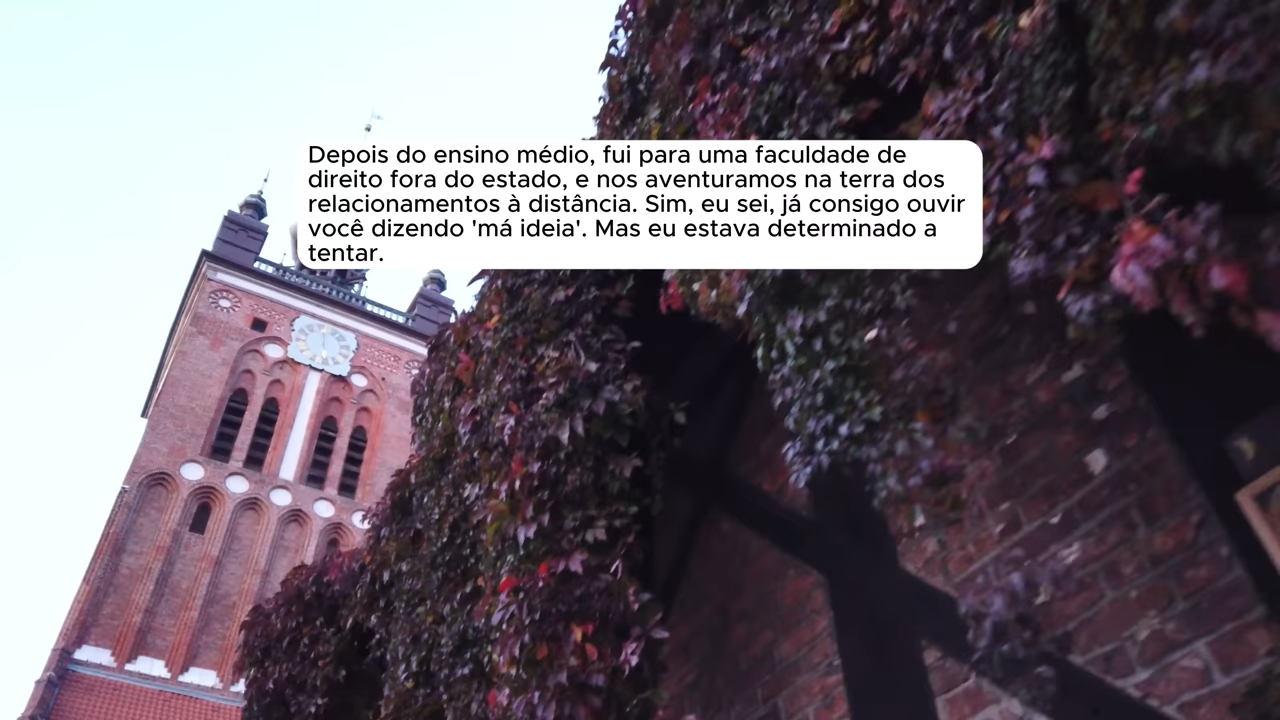 Depois do ensino médio, fui para uma faculdade de
direito fora do estado, e nos aventuramos na terra dos
relacionamentos à distância. Sim, eu sei, já consigo ouvir
você dizendo 'má ideia'. Mas eu estava determinado a
tentar.